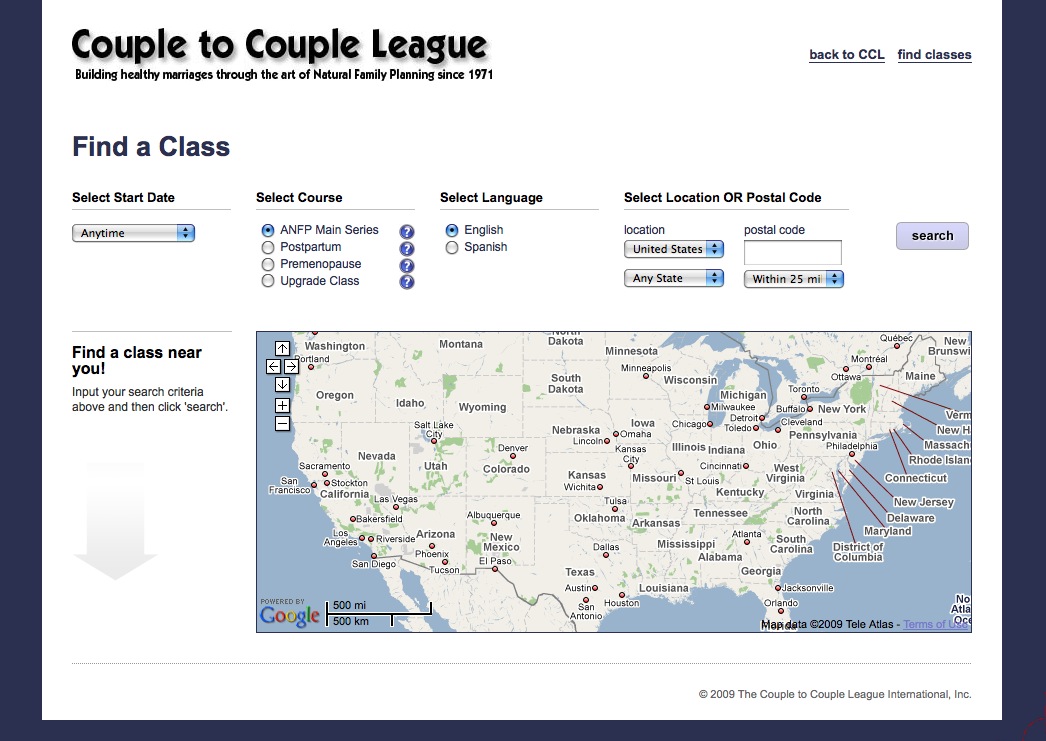 Couple to Couple League
Building healthy marriages through the art of Natural Family Planning since 1971
back to CCL find classes
Find a Class
Select Start Date
Anytime
Select Course
ANFP Main Series ?
Postpartum ?
Premenopause ?
Upgrade Class ?
Select Language
English
Spanish
Select Location OR Postal Code
location postal code
United States
Any State Within 25 mi
search
Find a class near
you!
Input your search criteria
above and then click 'search'.
Washington
Portland
Montana
North
Dakota
Minnesota
Minneapolis
Québec
Montréal
Ottawa
New
Brunswi
Maine
Oregon
Idaho
Wyoming
South
Dakota
Wisconsin
Michigan
Milwaukee
Toronto
Buffalo
New York
Detroit
Chicago
Toledo
Cleveland
Verm
New H
Massach
Rhode Islan
Connecticut
New Jersey
Delaware
Maryland
District of
Columbia
Salt Lake
City
Nebraska
Lincoln
Iowa
Omaha
Illinois
Indiana
Ohio
Pennsylvania
Philadelphia
Nevada
Utah
Denver
Colorado
Kansas
City
Kansas
Wichita
Missouri
St Louis
Cincinnati
West
Virginia
Virginia
Kentucky
Sacramento
San
Francisco
Stockton
California
Las Vegas
Bakersfield
Los
Angeles
Riverside
San Diego
Arizona
Phoenix
Tucson
Albuquerque
New
Mexico
El Paso
Tulsa
Oklahoma
Arkansas
Tennessee
North
Carolina
South
Carolina
Atlanta
Mississippi
Alabama
Georgia
Dallas
Texas
Austin
San
Antonio
Houston
Louisiana
Jacksonville
Orlando
Florida
No
Atla
Oce
POWERED BY
Google
500 mi
500 km
Map data ©2009 Tele Atlas - Terms of Use
© 2009 The Couple to Couple League International, Inc.